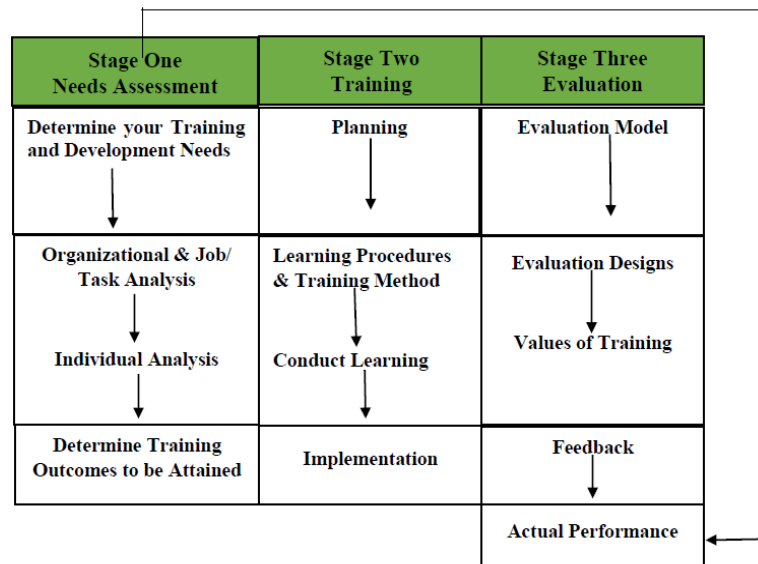 Stage One
Needs Assessment
Stage Two
Training
Stage Three
Evaluation
Determine your Training
and Development Needs
Planning
Evaluation Model
Organizational & Job/
Task Analysis
Individual Analysis
Learning Procedures
& Training Method
Conduct Learning
Evaluation Designs
Values of Training
Determine Training
Outcomes to be Attained
Implementation
Feedback
Actual Performance